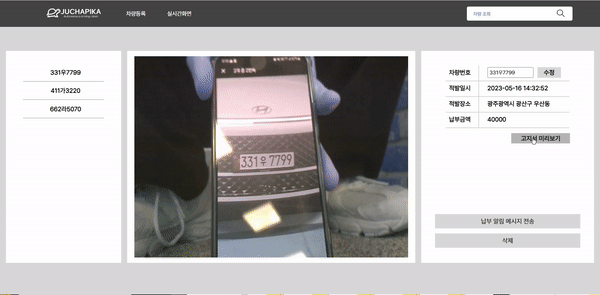 JUCHAPIKA
차량등록
실시간화면
차량 조회
331우7799
411가3220
662라5070
331우 7799
차량번호 331우7799 수정
적발일시 2023-05-16 14:32:52
적발장소 광주광역시 광산구 우산동
납부금액 40000
고지서 미리보기
납부 알림 메시지 전송
삭제